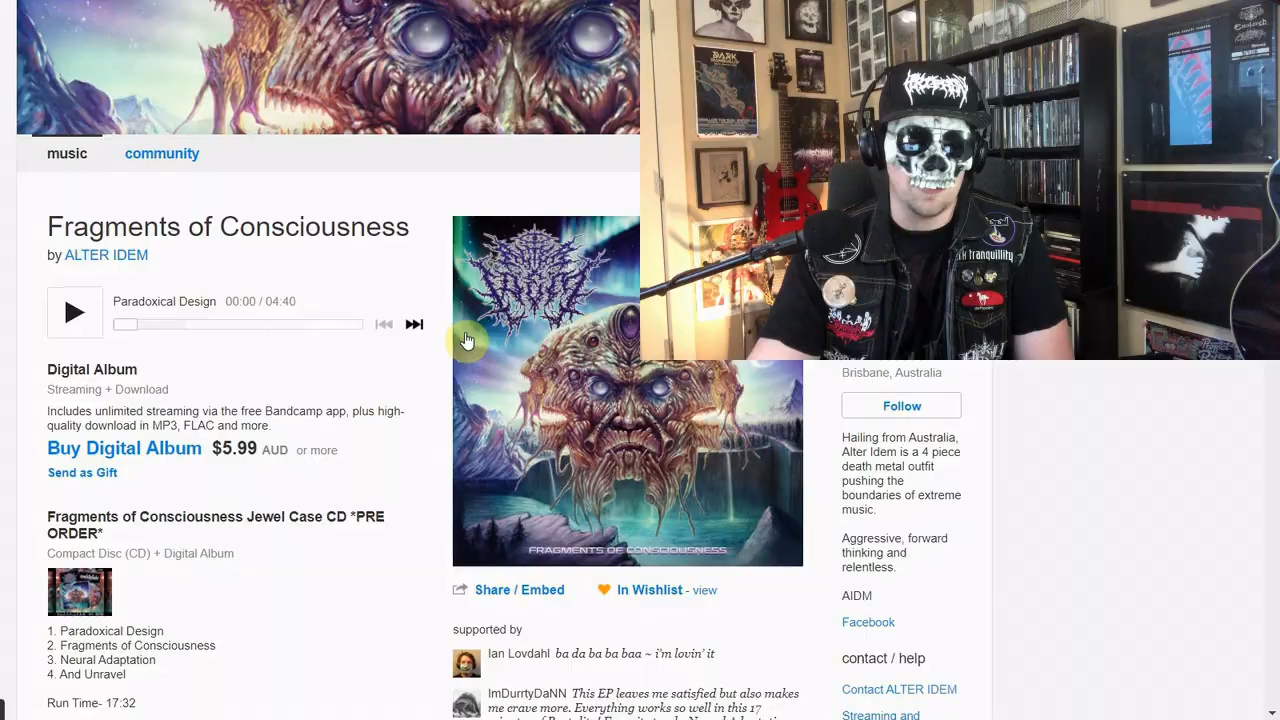 music
community
Fragments of Consciousness
by ALTER IDEM
Paradoxical Design 00:00 / 04:40
Digital Album
Streaming + Download
Includes unlimited streaming via the free Bandcamp app, plus high-
quality download in MP3, FLAC and more.
Buy Digital Album $5.99 AUD or more
Send as Gift
Fragments of Consciousness Jewel Case CD *PRE
ORDER*
Compact Disc (CD) + Digital Album
1. Paradoxical Design
2. Fragments of Consciousness
3. Neural Adaptation
4. And Unravel
Run Time- 17:32
FRAGMENTS OF CONSCIOUSNESS
Share / Embed
In Wishlist - view
supported by
Ian Lovdahl ba da ba ba baa ~ i'm lovin' it
ImDurrtyDaNN This EP leaves me satisfied but also makes
me crave more. Everything works so well in this 17
DARK
tranquillity
deftones
Brisbane, Australia
Follow
Hailing from Australia,
Alter Idem is a 4 piece
death metal outfit
pushing the
boundaries of extreme
music.
Aggressive, forward
thinking and
relentless.
AIDM
Facebook
contact / help
Contact ALTER IDEM
Streaming and